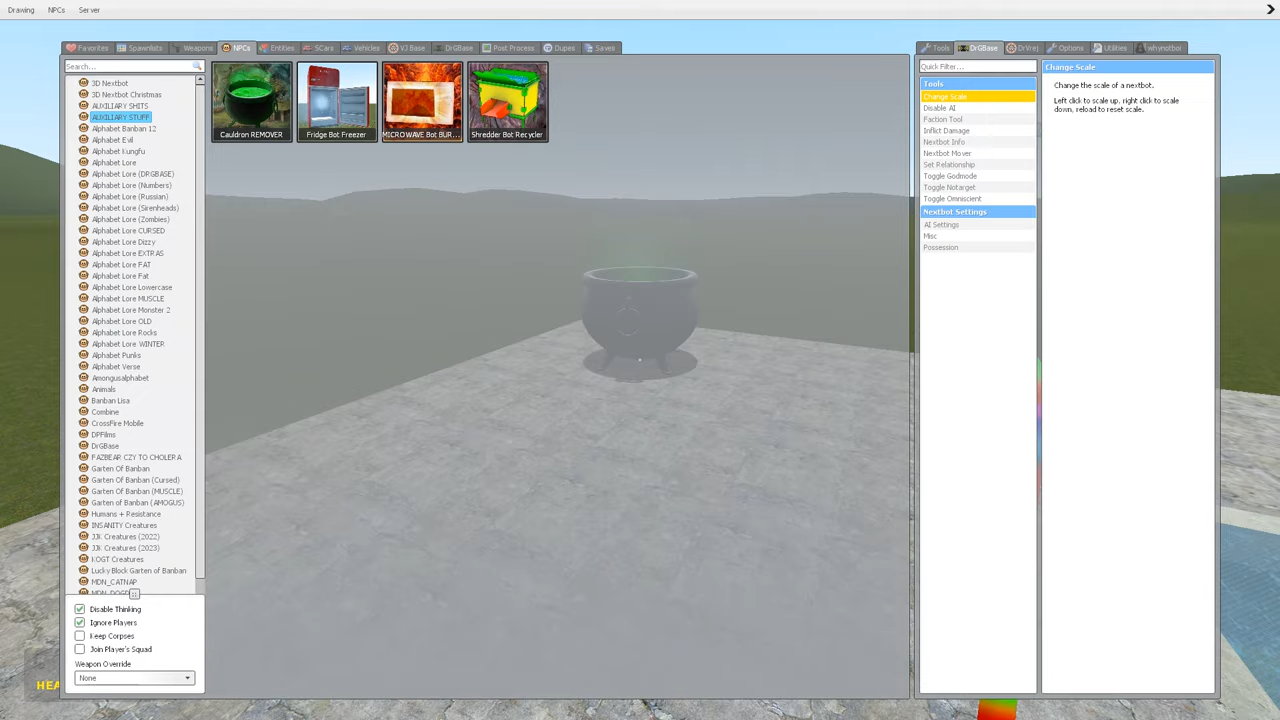 Drawing NPCs Server
Favorites Spawnlists Weapons NPCs Entities SCars Vehicles VJ Base DrGBase Post Process Dupes Saves
Tools DrGBase DrVrej Options Utilities whynotboi
Search...
3D Nextbot
3D Nextbot Christmas
AUXILIARY SHITS
AUXILIARY STUFF
Alphabet Banban 12
Alphabet Evil
Alphabet Kungfu
Alphabet Lore
Alphabet Lore (DRGBASE)
Alphabet Lore (Numbers)
Alphabet Lore (Russian)
Alphabet Lore (Sirenheads)
Alphabet Lore (Zombies)
Alphabet Lore CURSED
Alphabet Lore Dizzy
Alphabet Lore EXTRAS
Alphabet Lore FAT
Alphabet Lore Fat
Alphabet Lore Lowercase
Alphabet Lore MUSCLE
Alphabet Lore Monster 2
Alphabet Lore OLD
Alphabet Lore Rocks
Alphabet Lore WINTER
Alphabet Punks
Alphabet Verse
Amongusalphabet
Animals
Banban Lisa
Combine
CrossFire Mobile
DPFilms
DrGBase
FAZBEAR CZY TO CHOLERA
Garten Of Banban
Garten Of Banban (Cursed)
Garten Of Banban (MUSCLE)
Garten of Banban (AMOGUS)
Humans + Resistance
INSANITY Creatures
JJK Creatures (2022)
JJK Creatures (2023)
KOGT Creatures
Lucky Block Garten of Banban
MDN_CATNAP
Disable Thinking
Ignore Players
Keep Corpses
Join Player's Squad
Weapon Override
None
HEA
Cauldron REMOVER
Fridge Bot Freezer
MICROWAVE Bot BUR...
Shredder Bot Recycler
Quick Filter...
Tools
Change Scale
Disable AI
Faction Tool
Inflict Damage
Nextbot Info
Nextbot Mover
Set Relationship
Toggle Godmode
Toggle Notarget
Toggle Omniscient
Nextbot Settings
AI Settings
Misc
Possession
Change Scale
Change the scale of a nextbot.
Left click to scale up, right click to scale
down, reload to reset scale.